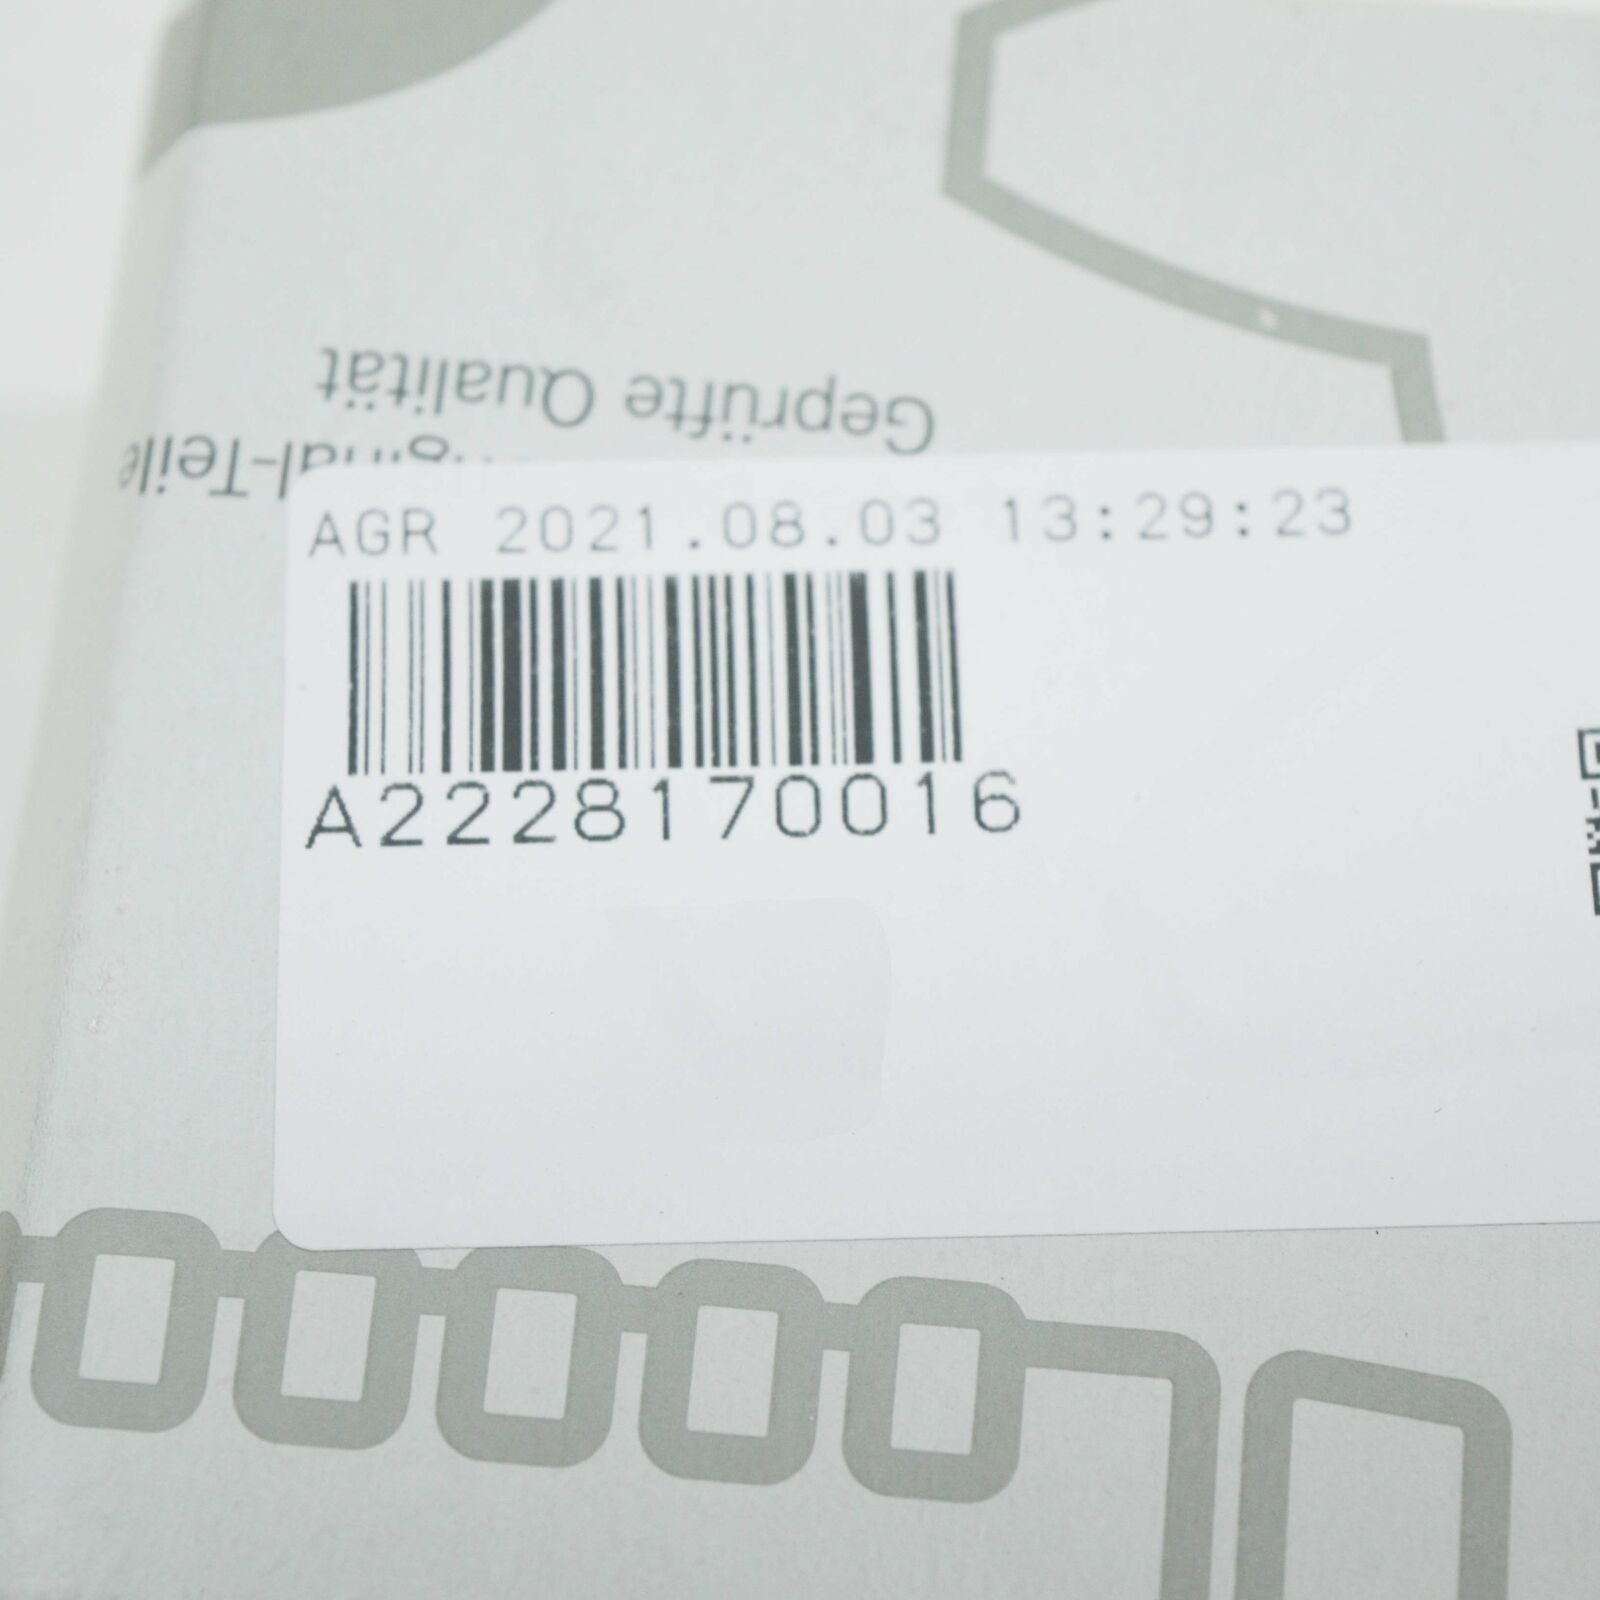 Geprüfte Qualität
AGR 2021.08.03 13:29:23
A2228170016